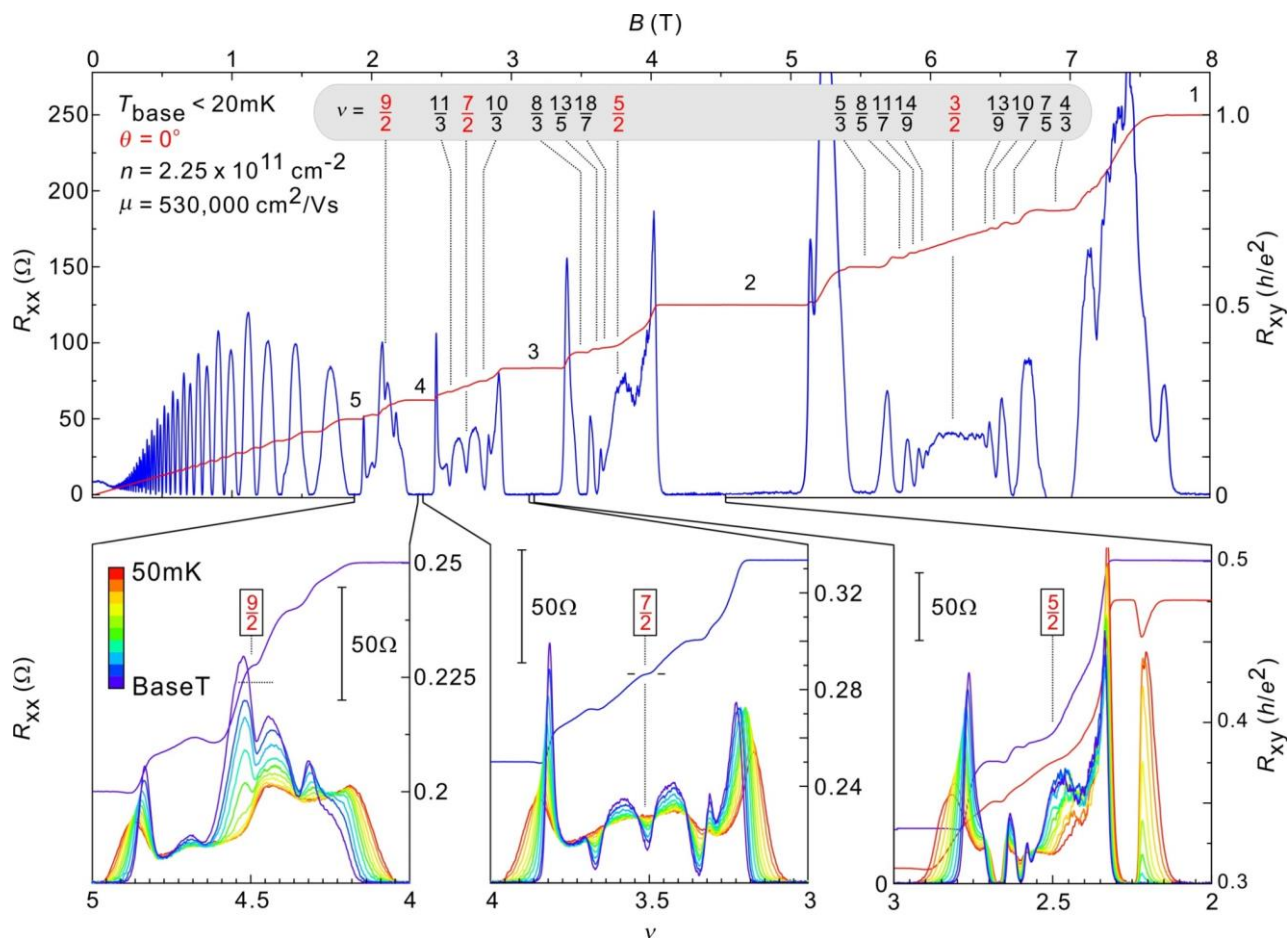 B (T)
0 1 2 3 4 5 6 7 8
T_base < 20mK
θ = 0°
n = 2.25 x 10^11 cm^-2
μ = 530,000 cm^2/Vs
ν = 9/2 11/3 7/2 10/3 8/3 13/5 18/7 5/2 5/3 8/5 11/7 14/9 3/2 13/9 10/7 7/5 4/3
R_xx (Ω)
250
200
150
100
50
0
5 4 3 2 1
1.0
0.5
0
R_xy (h/e^2)
50mK
BaseT
R_xx (Ω)
9/2
50Ω
0.25
0.225
0.2
5 4.5 4
50Ω
7/2
0.32
0.28
0.24
4 3.5 3
ν
50Ω
5/2
0
0.5
0.4
0.3
3 2.5 2
R_xy (h/e^2)